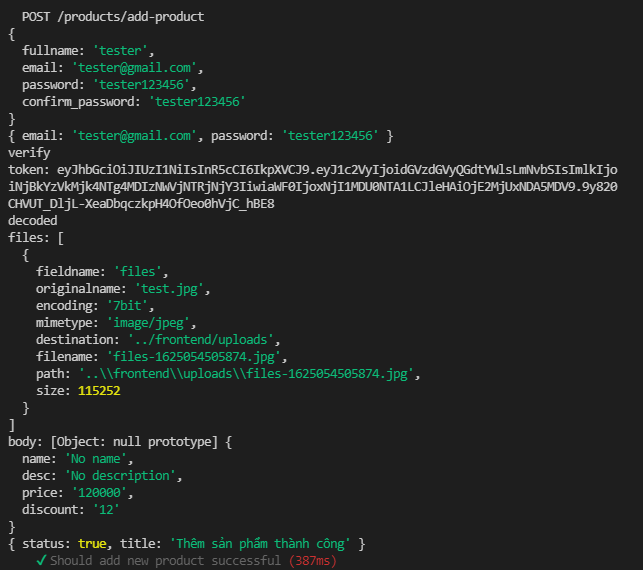 POST /products/add-product
{
fullname: 'tester',
email: 'tester@gmail.com',
password: 'tester123456',
confirm_password: 'tester123456'
}
{ email: 'tester@gmail.com', password: 'tester123456' }
verify
token: eyJhbGciOiJIUzI1NiIsInR5cCI6IkpXVCJ9.eyJ1c2VyIjoidGVzdGVyQGdtYWlsLmNvbSIsImlkIjo
iNjBkYzVkMjk4NTg4MDIzNWVjNTRjNjY3IiwiaWF0IjoxNjI1MDU0NTA1LCJleHAiOjE2MjUxNDA5MDV9.9y820
CHVUT_DljL-XeaDbqczkpH4OfOeo0hVjC_hBE8
decoded
files: [
{
fieldname: 'files',
originalname: 'test.jpg',
encoding: '7bit',
mimetype: 'image/jpeg',
destination: '../frontend/uploads',
filename: 'files-1625054505874.jpg',
path: '..\\frontend\\uploads\\files-1625054505874.jpg',
size: 115252
}
]
body: [Object: null prototype] {
name: 'No name',
desc: 'No description',
price: '120000',
discount: '12'
}
{ status: true, title: 'Thêm sản phẩm thành công' }
✓ Should add new product successful (387ms)